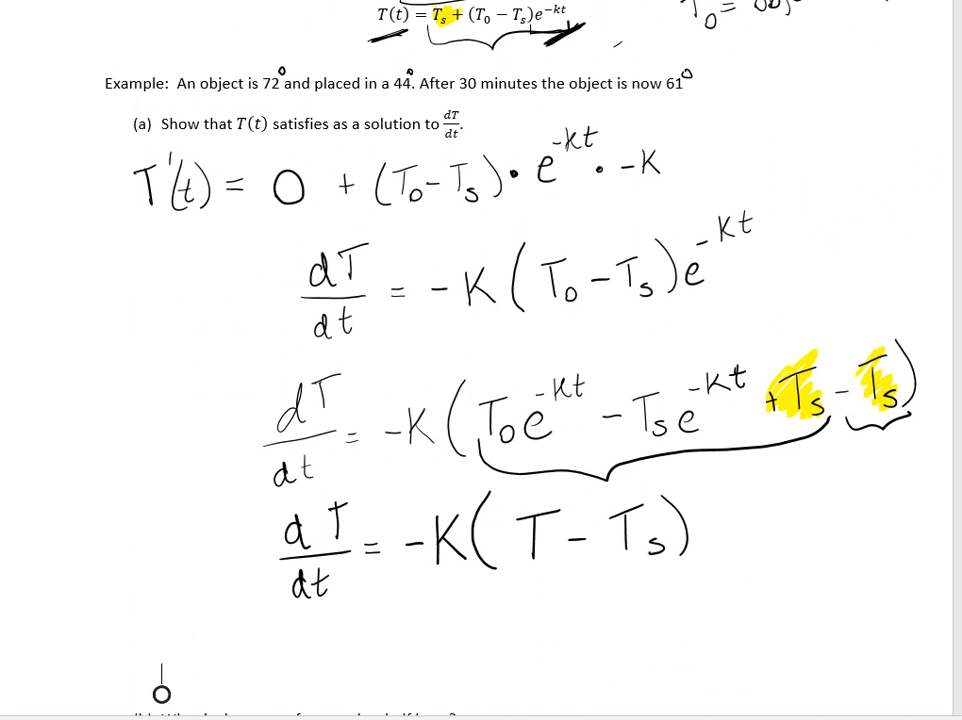 T(t) = Tₛ + (T₀ − Tₛ)e^−kt
T₀ = obj
Example: An object is 72° and placed in a 44°. After 30 minutes the object is now 61°
(a) Show that T(t) satisfies as a solution to dT/dt.
T'(t) = 0 + (T₀ - Tₛ) · e^-kt · -K
dT/dt = -K(T₀ - Tₛ)e^-kt
dT/dt = -K(T₀e^-kt - Tₛe^-kt + Tₛ - Tₛ)
dT/dt = -K(T - Tₛ)